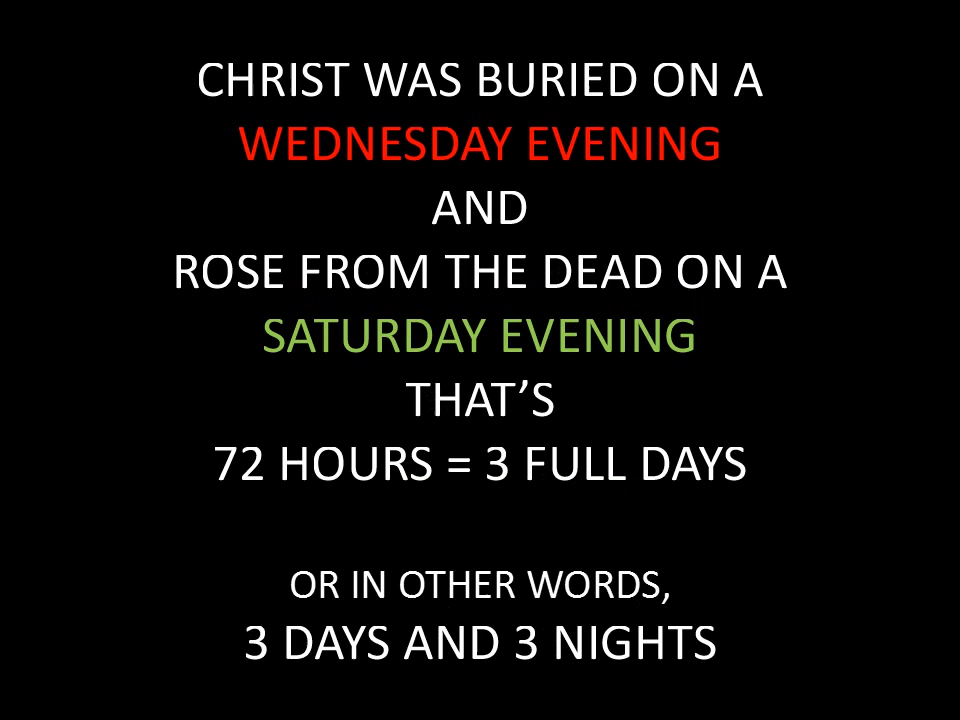 CHRIST WAS BURIED ON A
WEDNESDAY EVENING
AND
ROSE FROM THE DEAD ON A
SATURDAY EVENING
THAT’S
72 HOURS = 3 FULL DAYS
OR IN OTHER WORDS,
3 DAYS AND 3 NIGHTS